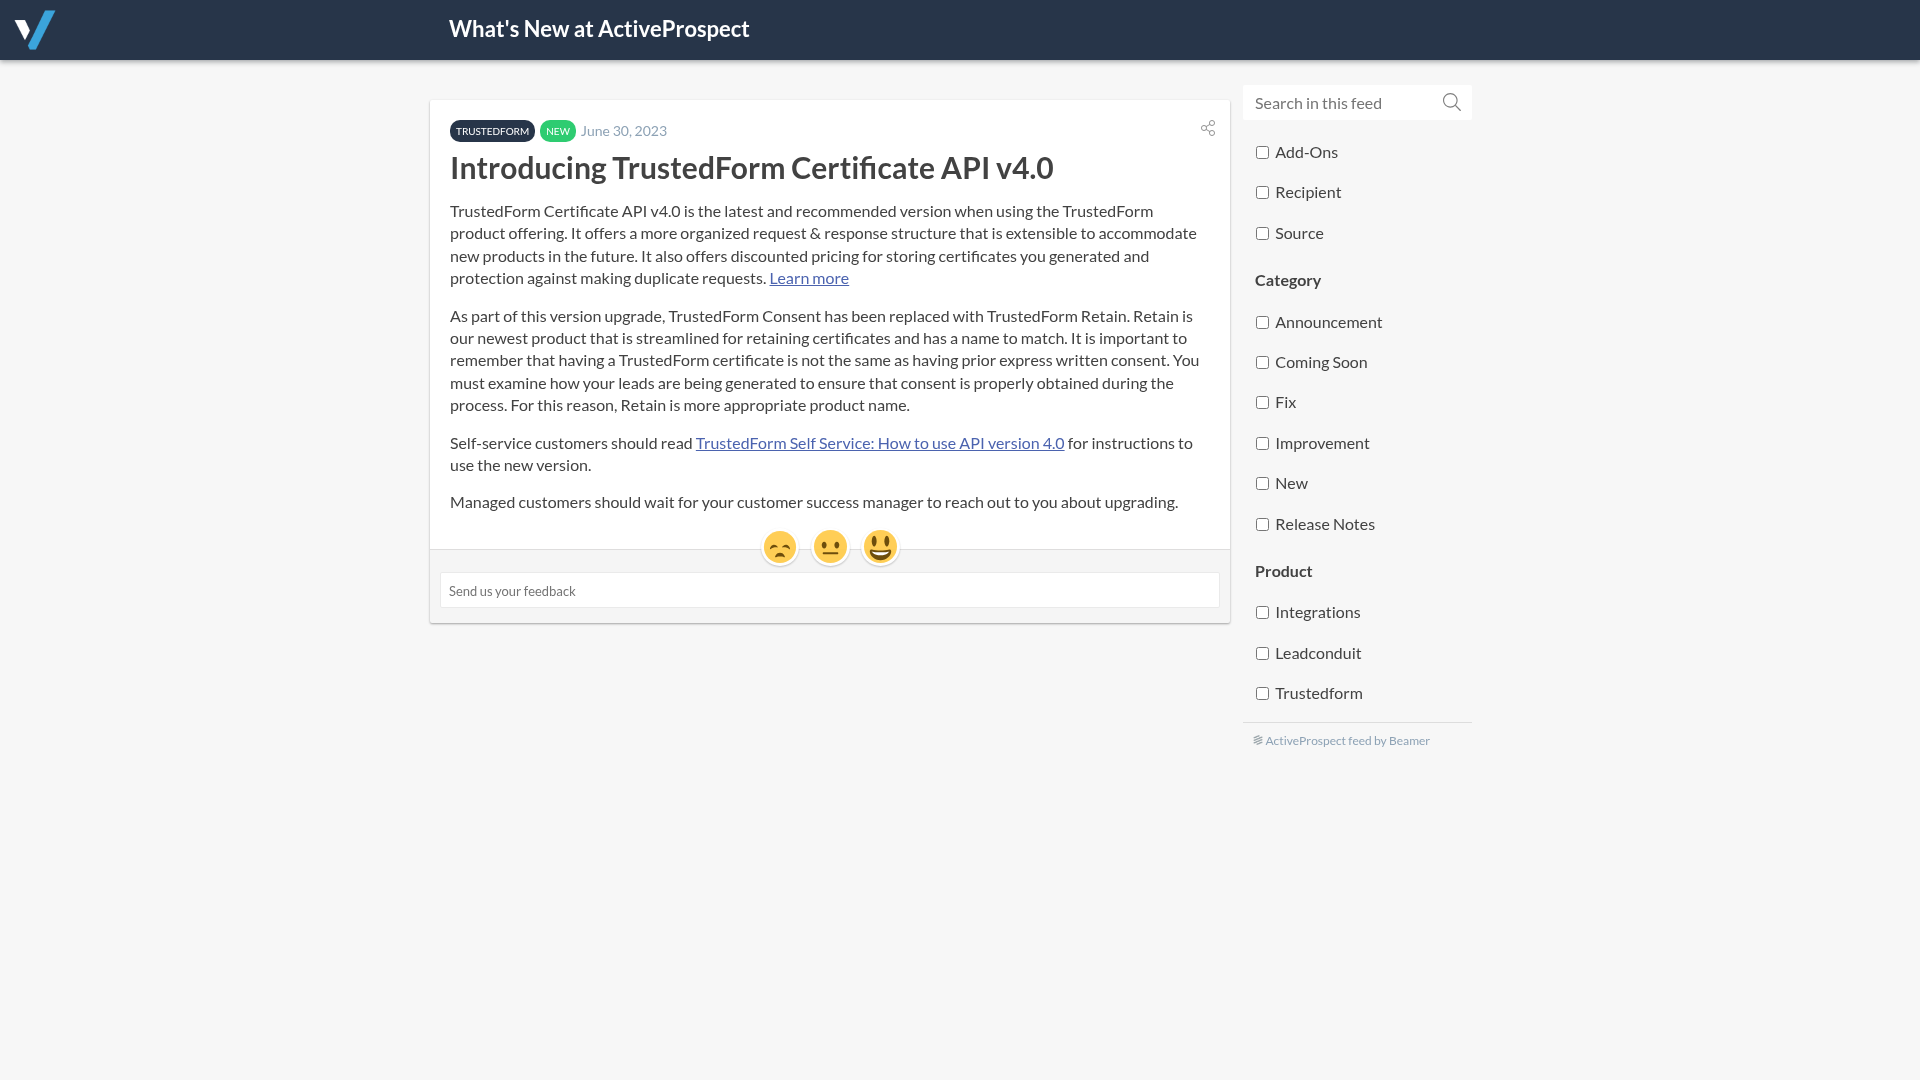 What's New at ActiveProspect
TRUSTEDFORM NEW June 30, 2023
Introducing TrustedForm Certificate API v4.0
TrustedForm Certificate API v4.0 is the latest and recommended version when using the TrustedForm
product offering. It offers a more organized request & response structure that is extensible to accommodate
new products in the future. It also offers discounted pricing for storing certificates you generated and
protection against making duplicate requests. Learn more
As part of this version upgrade, TrustedForm Consent has been replaced with TrustedForm Retain. Retain is
our newest product that is streamlined for retaining certificates and has a name to match. It is important to
remember that having a TrustedForm certificate is not the same as having prior express written consent. You
must examine how your leads are being generated to ensure that consent is properly obtained during the
process. For this reason, Retain is more appropriate product name.
Self-service customers should read TrustedForm Self Service: How to use API version 4.0 for instructions to
use the new version.
Managed customers should wait for your customer success manager to reach out to you about upgrading.
Send us your feedback
Search in this feed
Add-Ons
Recipient
Source
Category
Announcement
Coming Soon
Fix
Improvement
New
Release Notes
Product
Integrations
Leadconduit
Trustedform
ActiveProspect feed by Beamer